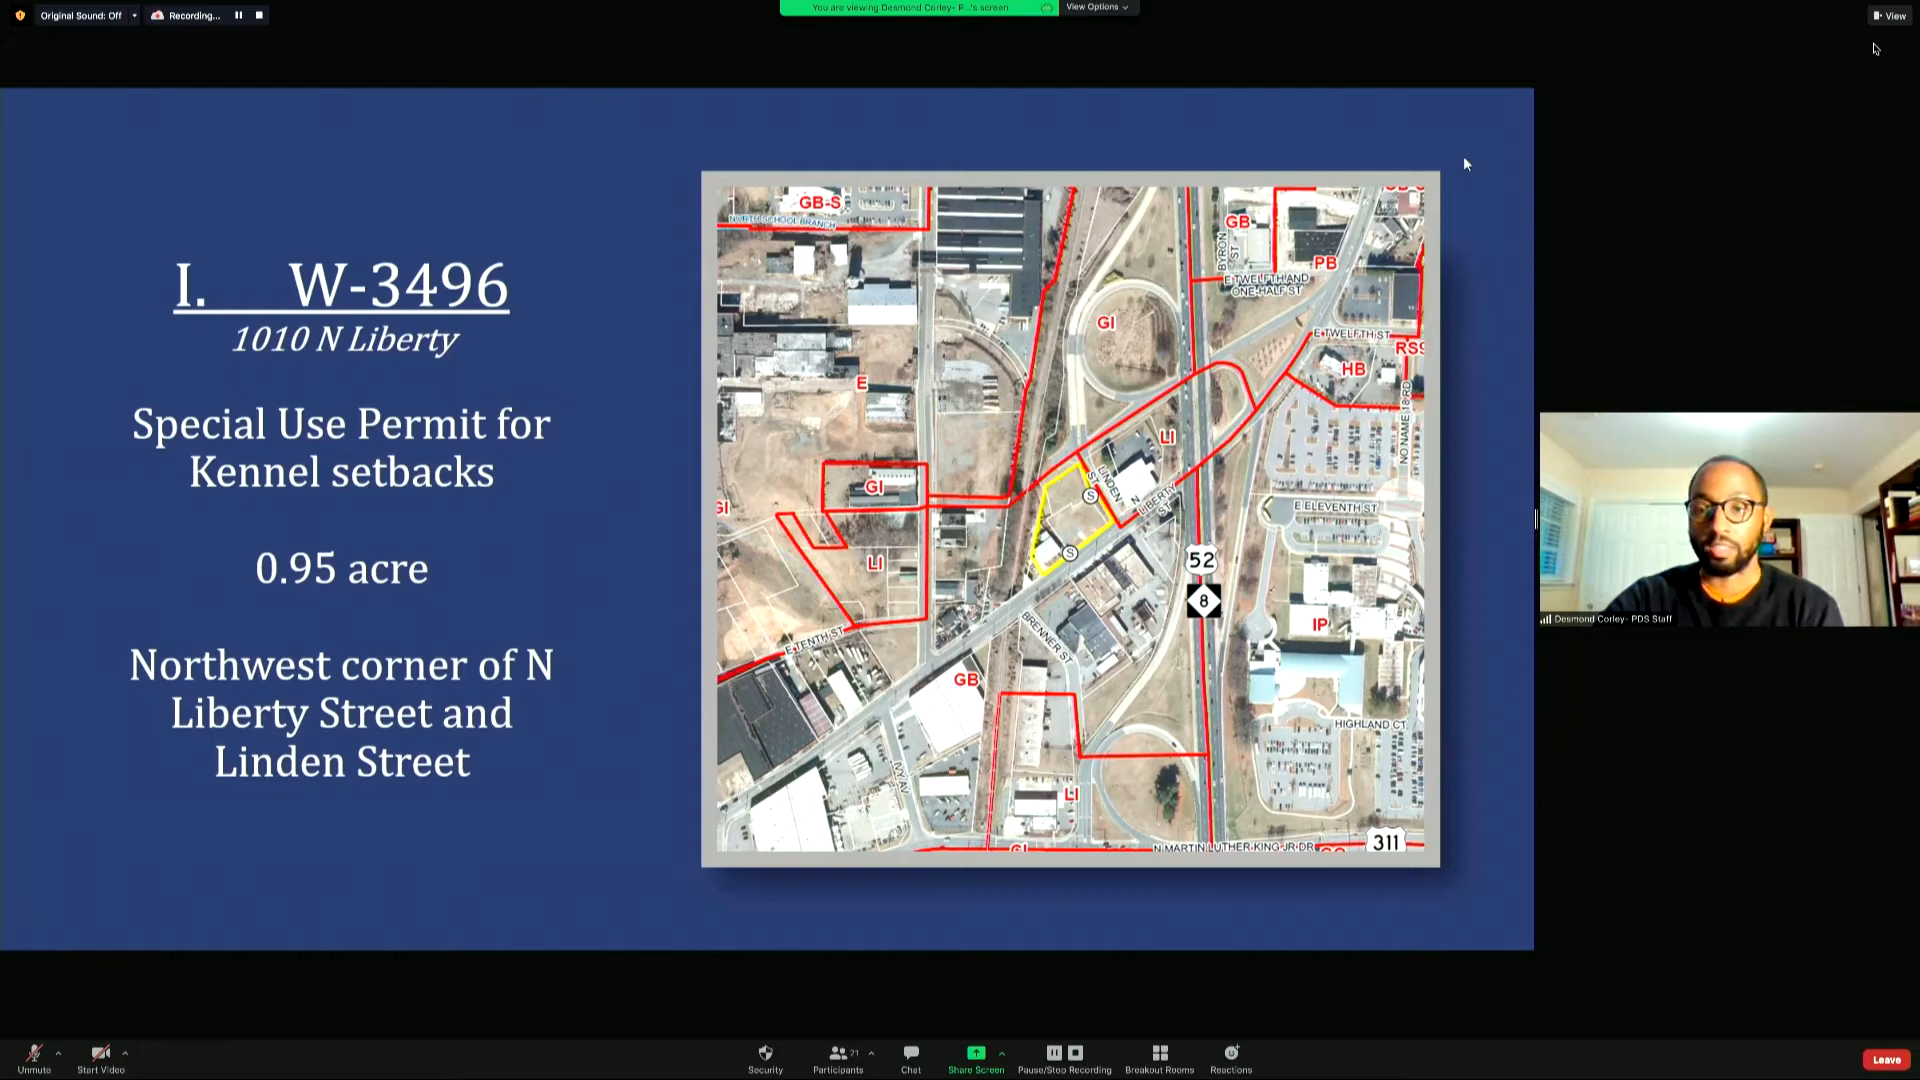 Original Sound: Off
Recording...
You are viewing Desmond Corley- P...'s screen
View Options
View
I. W-3496
1010 N Liberty
Special Use Permit for
Kennel setbacks
0.95 acre
Northwest corner of N
Liberty Street and
Linden Street
GB-S
NORTH SCHOOL BRANCH
GB
BYRON
ST
PB
E TWELFTH AND
ONE-HALF ST
GI
E TWELFTH ST
RS9
HB
E
NO NAME 18 RD
LI
GI
LINDEN
ST
S
N
LIBERTY
ST
E ELEVENTH ST
GI
S
LI
52
8
IP
BRENNER ST
E TENTH ST
GB
HIGHLAND CT
IVY AV
LI
GI
N MARTIN LUTHER KING JR DR
311
Desmond Corley- PDS Staff
Unmute
Start Video
Security
21
Participants
Chat
Share Screen
Pause/Stop Recording
Breakout Rooms
Reactions
Leave